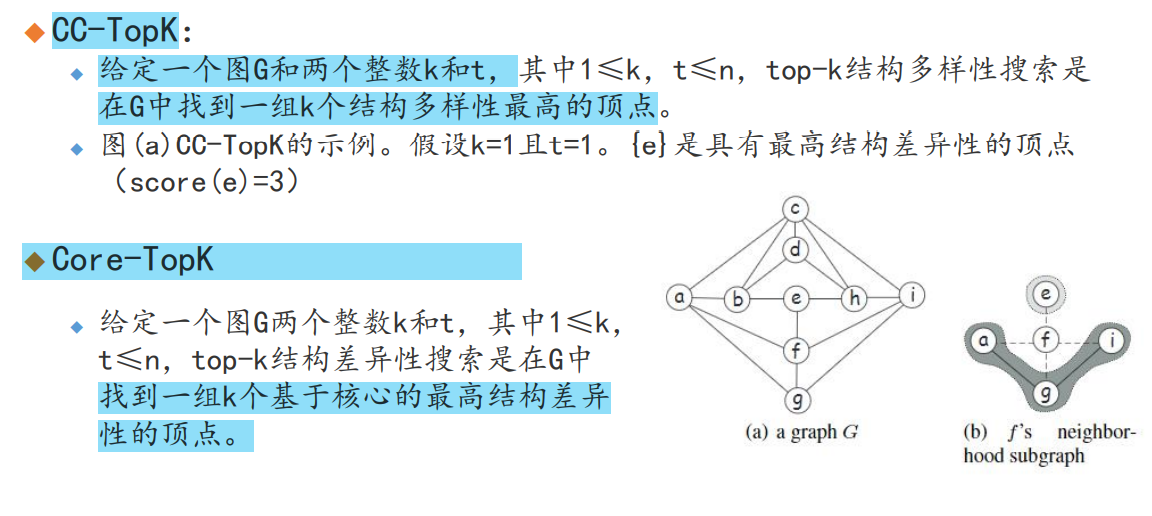 CC-TopK:
给定一个图G和两个整数k和t，其中1≤k，t≤n，top-k结构多样性搜索是
在G中找到一组k个结构多样性最高的顶点。
图(a)CC-TopK的示例。假设k=1且t=1。{e}是具有最高结构差异性的顶点
（score(e)=3）
Core-TopK
给定一个图G两个整数k和t，其中1≤k，
t≤n，top-k结构差异性搜索是在G中
找到一组k个基于核心的最高结构差异
性的顶点。
c
d
a b e h i
f
g
(a) a graph G
e
a f i
g
(b) f's neighbor-
hood subgraph